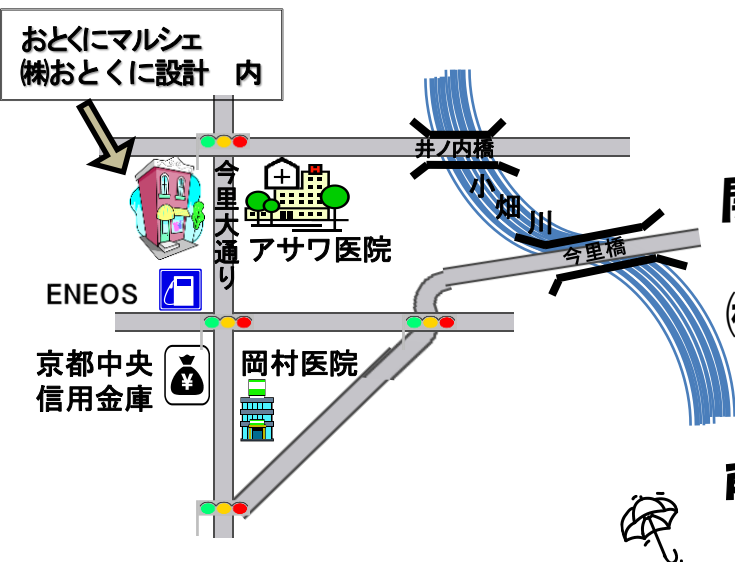 おとくにマルシェ
㈱おとくに設計　内
井ノ内橋
今里大通り
小畑川
アサワ医院
今里橋
ENEOS
京都中央
信用金庫
岡村医院
¥
H